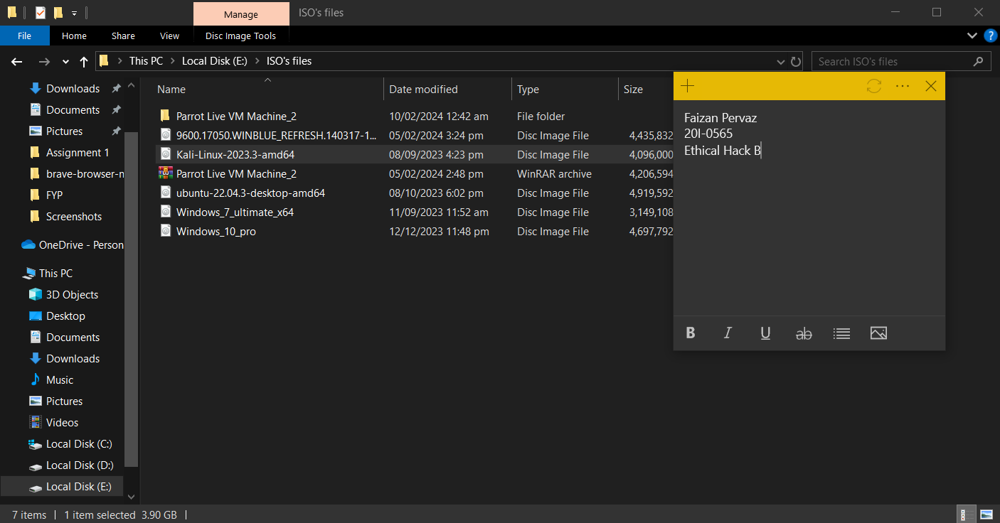 Manage
ISO's files
File Home Share View Disc Image Tools
This PC > Local Disk (E:) > ISO's files
Search ISO's files
Name Date modified Type Size
Parrot Live VM Machine_2 10/02/2024 12:42 am File folder
9600.17050.WINBLUE_REFRESH.140317-1... 05/02/2024 3:24 pm Disc Image File 4,435,832
Kali-Linux-2023.3-amd64 08/09/2023 4:23 pm Disc Image File 4,096,000
Parrot Live VM Machine_2 05/02/2024 2:48 pm WinRAR archive 4,206,594
ubuntu-22.04.3-desktop-amd64 08/10/2023 6:02 pm Disc Image File 4,919,592
Windows_7_ultimate_x64 11/09/2023 11:52 am Disc Image File 3,149,108
Windows_10_pro 12/12/2023 11:48 pm Disc Image File 4,697,792
Downloads
Documents
Pictures
Assignment 1
brave-browser-m
FYP
Screenshots
OneDrive - Person
This PC
3D Objects
Desktop
Documents
Downloads
Music
Pictures
Videos
Local Disk (C:)
Local Disk (D:)
Local Disk (E:)
Faizan Pervaz
20I-0565
Ethical Hack B
B I U ab
7 items 1 item selected 3.90 GB